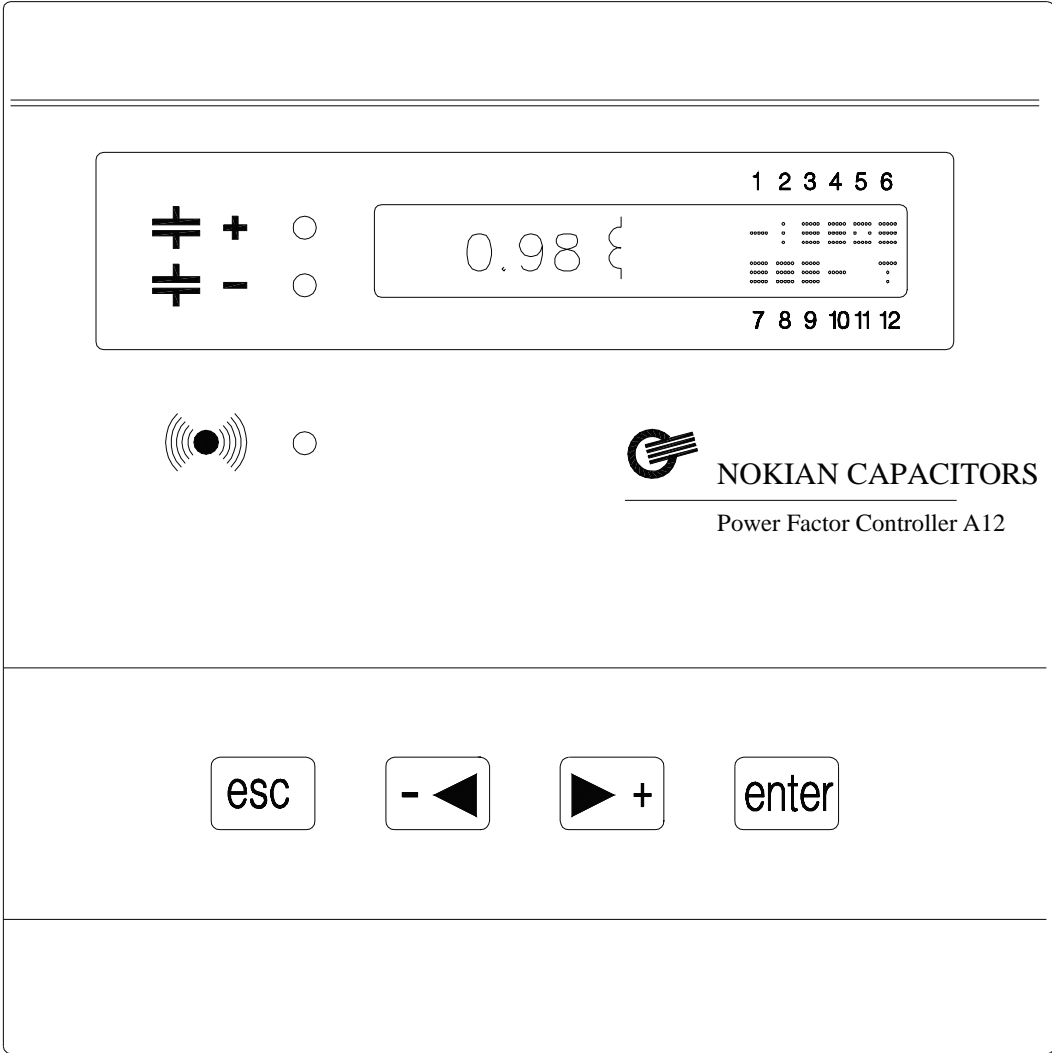 1 2 3 4 5 6
+
0.98
-
7 8 9 10 11 12
NOKIAN CAPACITORS
Power Factor Controller A12
esc - ◀ ▶ + enter